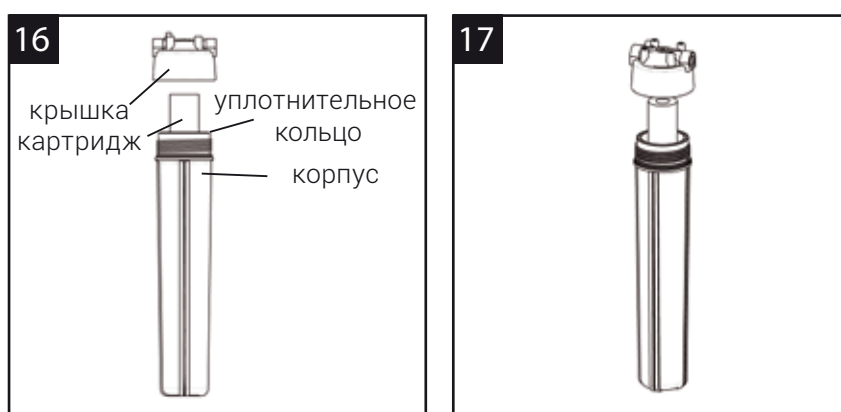 16
крышка
картридж
уплотнительное
кольцо
корпус
17